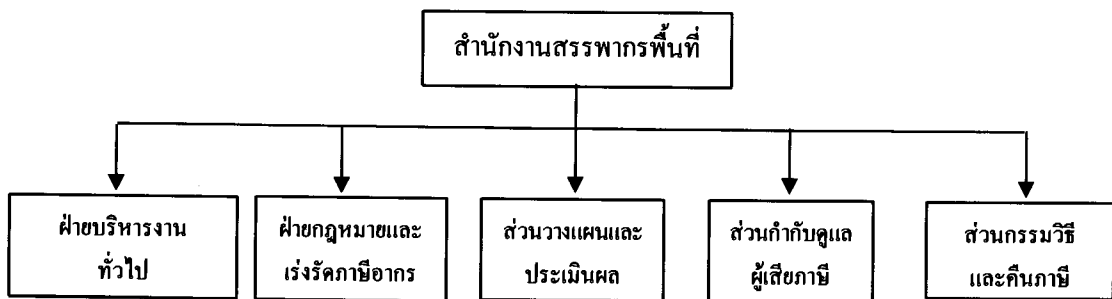 สำนักงานสรรพากรพื้นที่
ฝ่ายบริหารงาน
ทั่วไป
ฝ่ายกฎหมายและ
เร่งรัดภาษีอากร
ส่วนวางแผนและ
ประเมินผล
ส่วนกำกับดูแล
ผู้เสียภาษี
ส่วนกรรมวิธี
และคืนภาษี